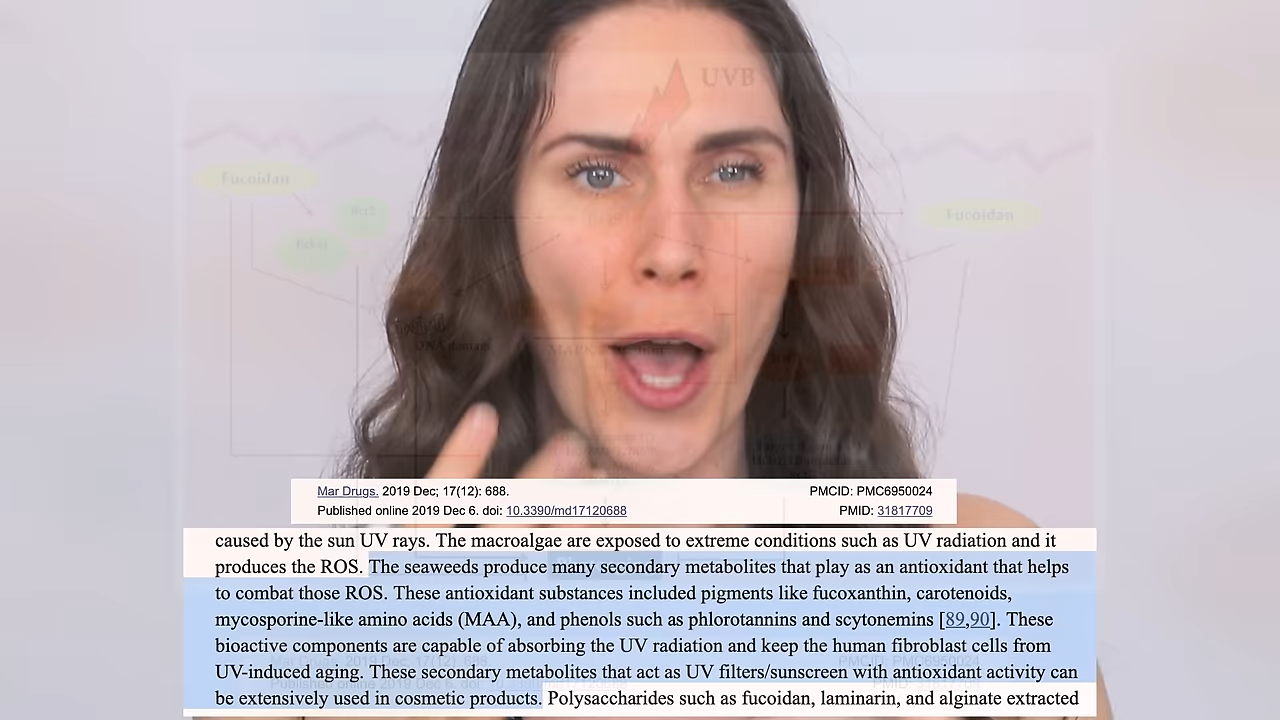 UVB
Fucoidan
Fucoidan
Mar Drugs. 2019 Dec; 17(12): 688.
PMCID: PMC6950024
Published online 2019 Dec 6. doi: 10.3390/md17120688
PMID: 31817709
caused by the sun UV rays. The macroalgae are exposed to extreme conditions such as UV radiation and it
produces the ROS. The seaweeds produce many secondary metabolites that play as an antioxidant that helps
to combat those ROS. These antioxidant substances included pigments like fucoxanthin, carotenoids,
mycosporine-like amino acids (MAA), and phenols such as phlorotannins and scytonemins [89,90]. These
bioactive components are capable of absorbing the UV radiation and keep the human fibroblast cells from
UV-induced aging. These secondary metabolites that act as UV filters/sunscreen with antioxidant activity can
be extensively used in cosmetic products. Polysaccharides such as fucoidan, laminarin, and alginate extracted